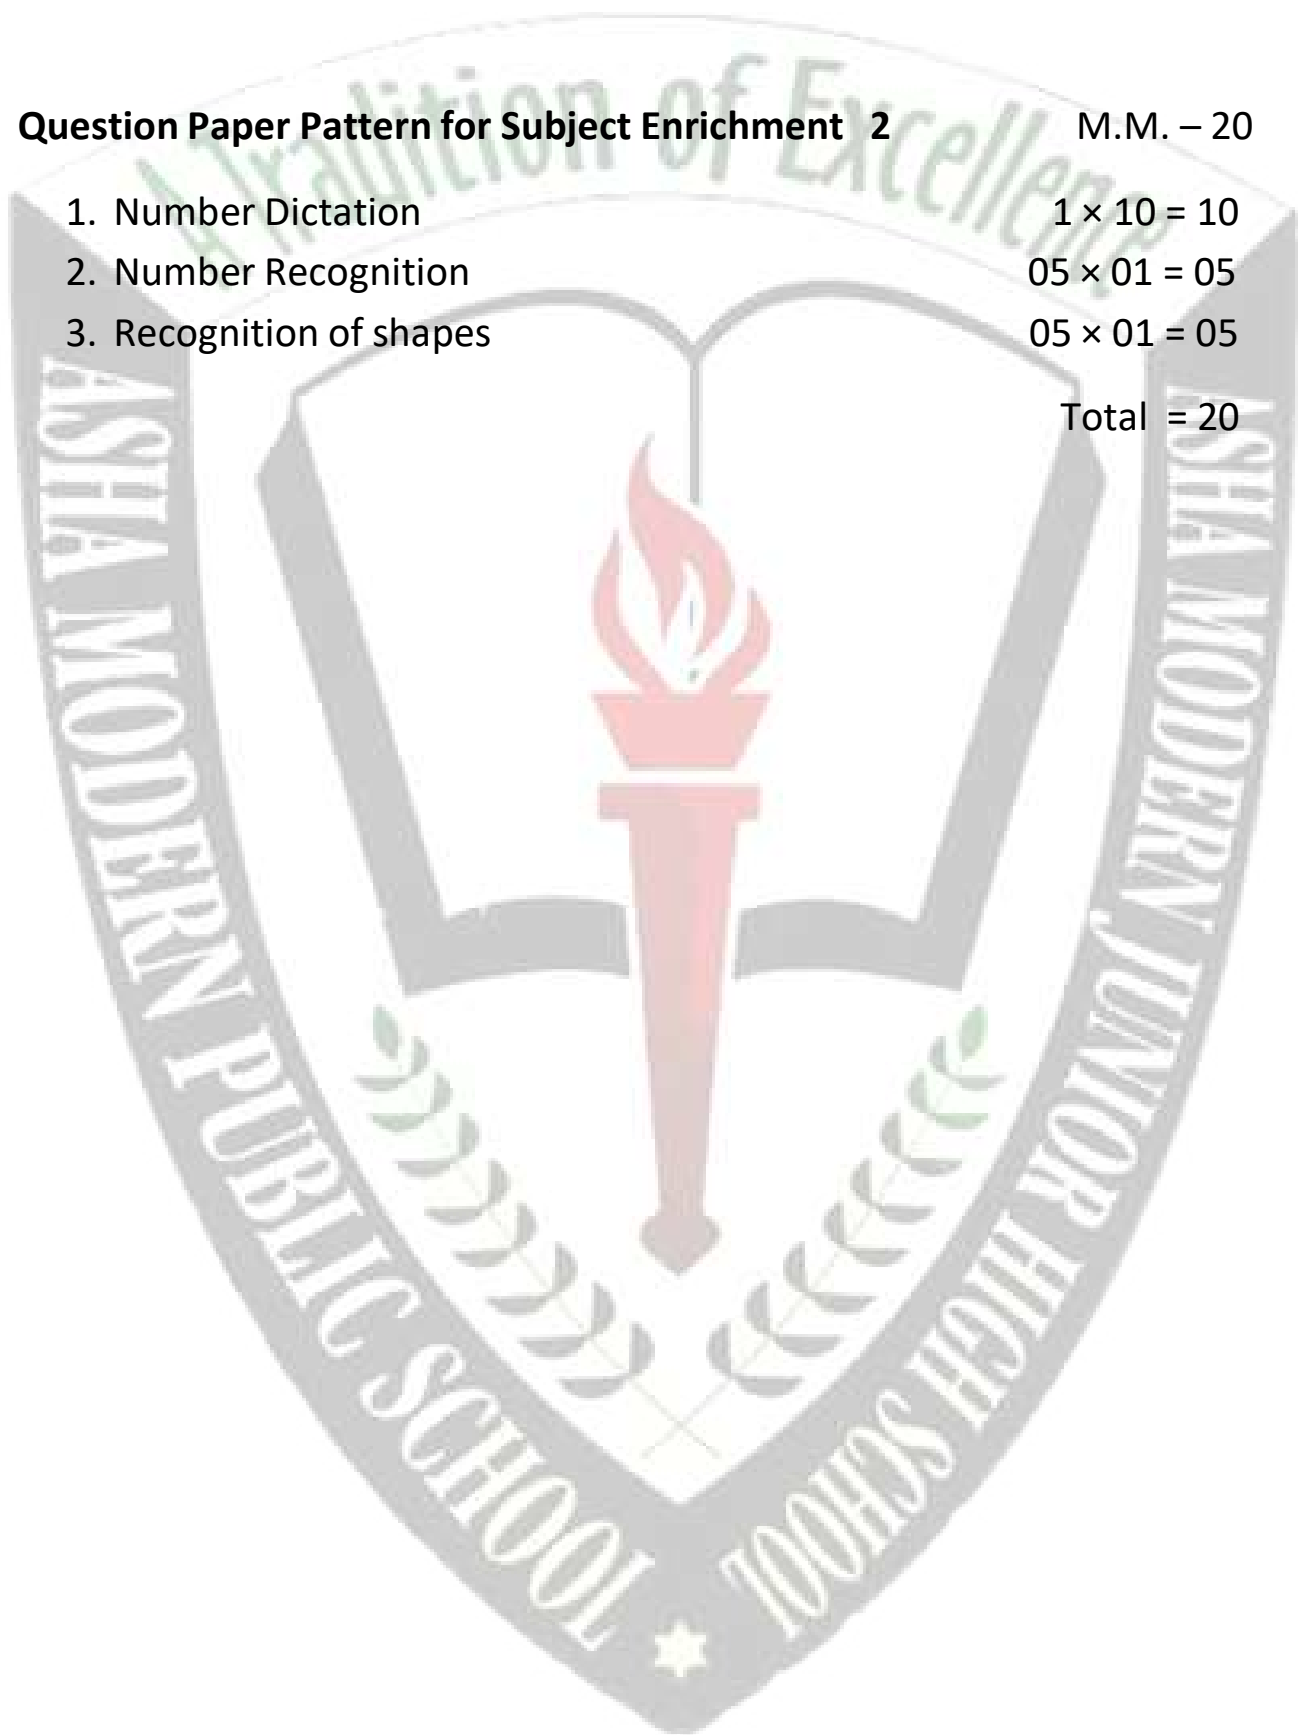 A Tradition of Excellence
Question Paper Pattern for Subject Enrichment 2 M.M. – 20
1. Number Dictation 1 × 10 = 10
2. Number Recognition 05 × 01 = 05
3. Recognition of shapes 05 × 01 = 05
Total = 20
ASHA MODERN PUBLIC SCHOOL
ASHA MODERN JUNIOR HIGH SCHOOL